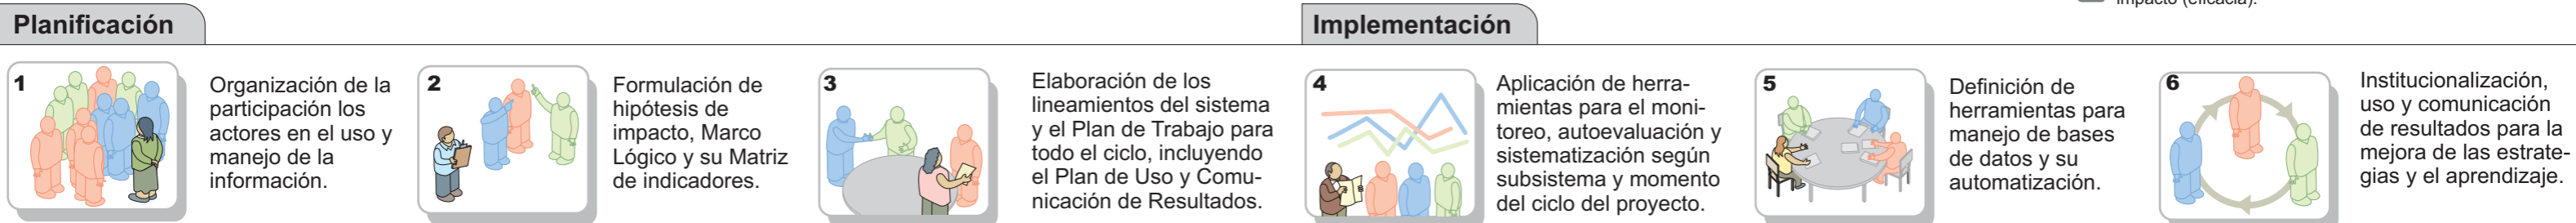 impacto (eficacia).
Planificación
1
Organización de la
participación los
actores en el uso y
manejo de la
información.
2
Formulación de
hipótesis de
impacto, Marco
Lógico y su Matriz
de indicadores.
3
Elaboración de los
lineamientos del sistema
y el Plan de Trabajo para
todo el ciclo, incluyendo
el Plan de Uso y Comu-
nicación de Resultados.
Implementación
4
Aplicación de herra-
mientas para el moni-
toreo, autoevaluación y
sistematización según
subsistema y momento
del ciclo del proyecto.
5
Definición de
herramientas para
manejo de bases
de datos y su
automatización.
6
Institucionalización,
uso y comunicación
de resultados para la
mejora de las estrate-
gias y el aprendizaje.